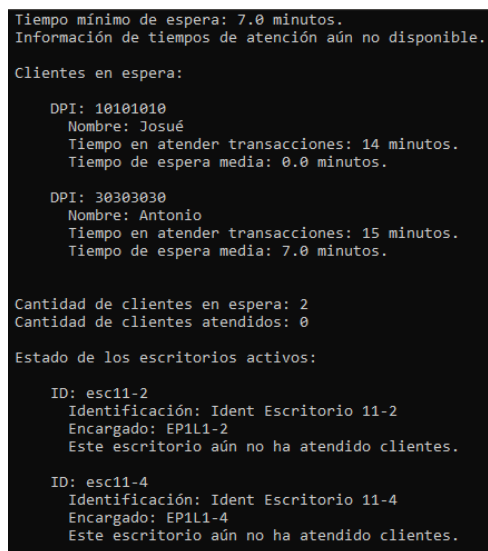 Tiempo mínimo de espera: 7.0 minutos.
Información de tiempos de atención aún no disponible.
Clientes en espera:
DPI: 10101010
Nombre: Josué
Tiempo en atender transacciones: 14 minutos.
Tiempo de espera media: 0.0 minutos.
DPI: 30303030
Nombre: Antonio
Tiempo en atender transacciones: 15 minutos.
Tiempo de espera media: 7.0 minutos.
Cantidad de clientes en espera: 2
Cantidad de clientes atendidos: 0
Estado de los escritorios activos:
ID: esc11-2
Identificación: Ident Escritorio 11-2
Encargado: EP1L1-2
Este escritorio aún no ha atendido clientes.
ID: esc11-4
Identificación: Ident Escritorio 11-4
Encargado: EP1L1-4
Este escritorio aún no ha atendido clientes.